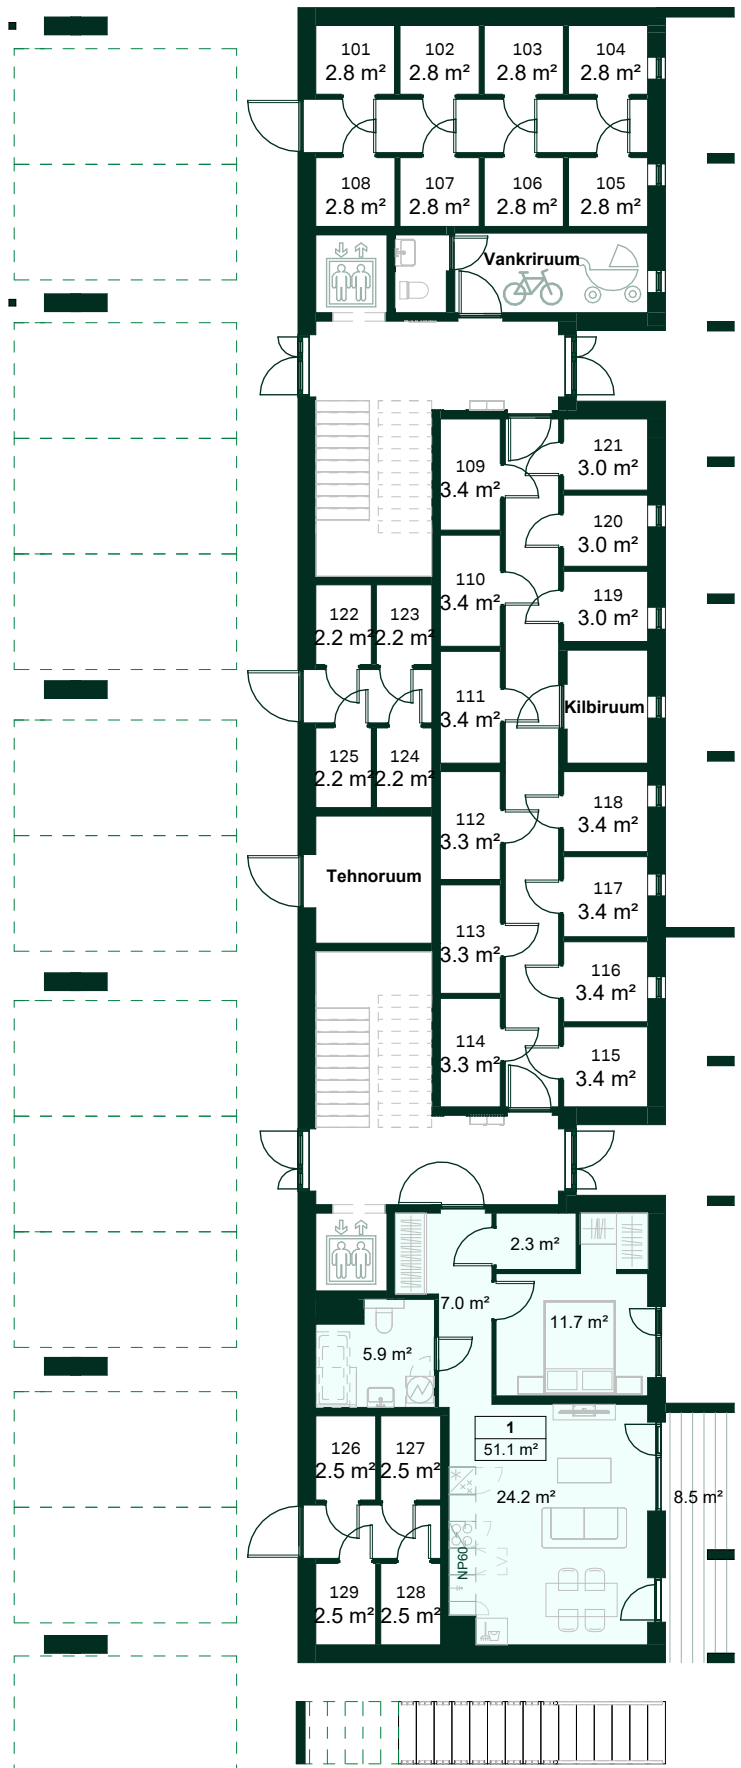 101
2.8 m²
102
2.8 m²
103
2.8 m²
104
2.8 m²
108
2.8 m²
107
2.8 m²
106
2.8 m²
105
2.8 m²
Vankriruum
109
3.4 m²
121
3.0 m²
120
3.0 m²
110
3.4 m²
119
3.0 m²
122
2.2 m²
123
2.2 m²
111
3.4 m²
Kilbiruum
125
2.2 m²
124
2.2 m²
112
3.3 m²
118
3.4 m²
Tehnoruum
117
3.4 m²
113
3.3 m²
116
3.4 m²
114
3.3 m²
115
3.4 m²
2.3 m²
7.0 m²
11.7 m²
5.9 m²
1
51.1 m²
126
2.5 m²
127
2.5 m²
24.2 m²
8.5 m²
NP60
129
2.5 m²
128
2.5 m²